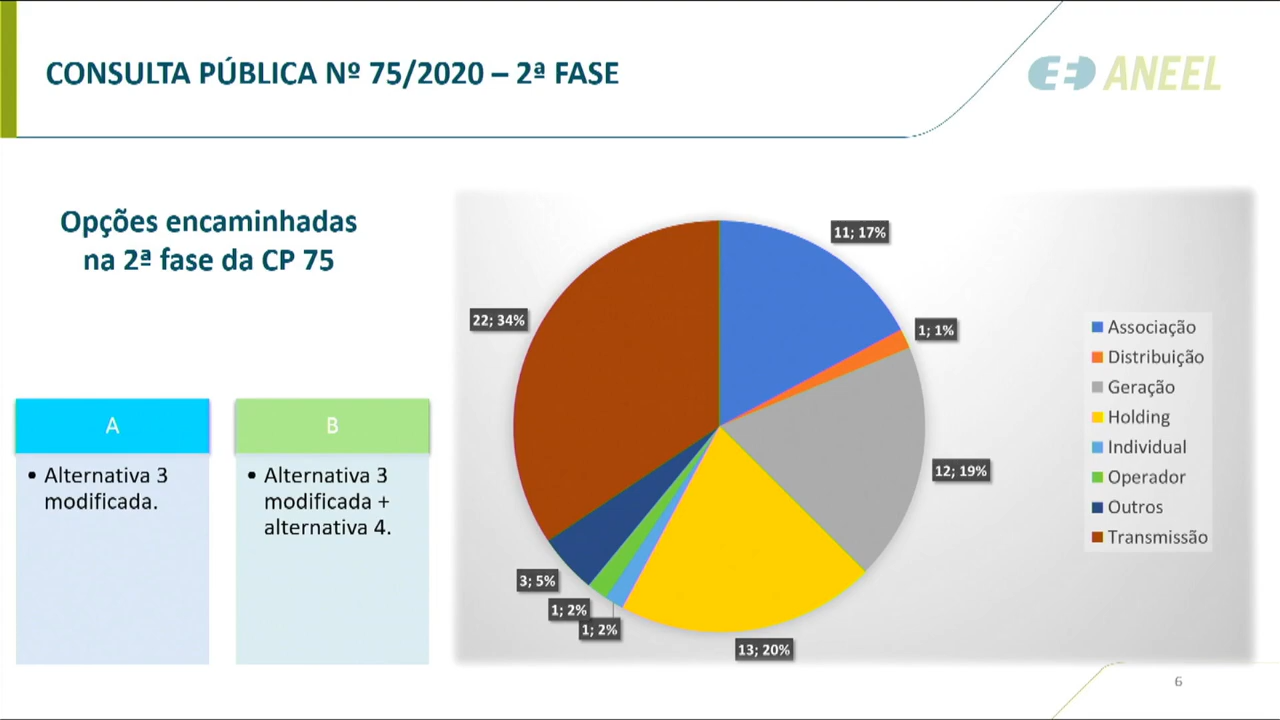 CONSULTA PÚBLICA Nº 75/2020 – 2ª FASE
ANEEL
Opções encaminhadas
na 2ª fase da CP 75
A
• Alternativa 3
modificada.
B
• Alternativa 3
modificada +
alternativa 4.
11; 17%
1; 1%
12; 19%
13; 20%
1; 2%
1; 2%
3; 5%
22; 34%
Associação
Distribuição
Geração
Holding
Individual
Operador
Outros
Transmissão
6